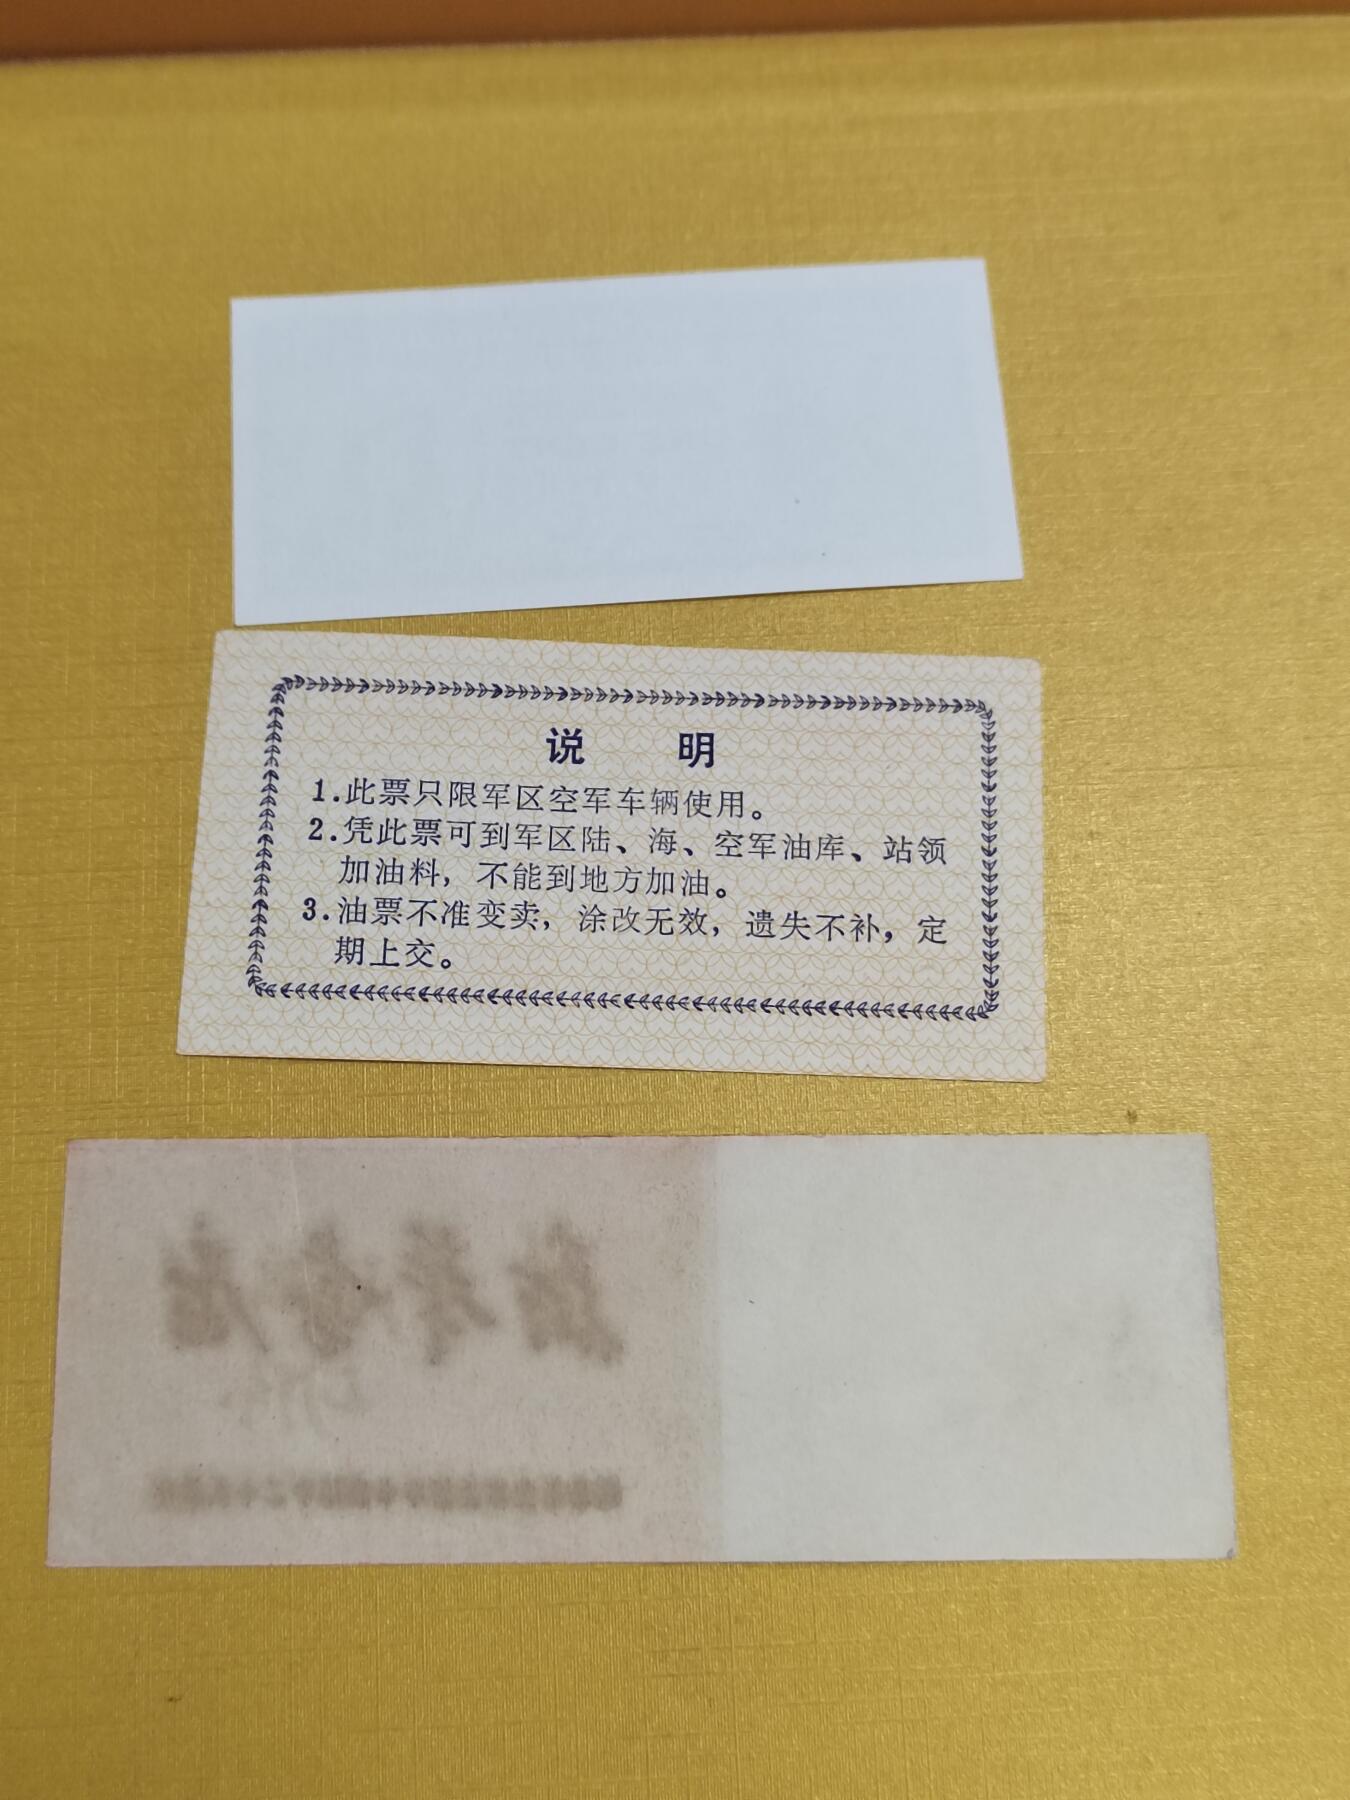 说 明
1.此票只限军区空军车辆使用。
2.凭此票可到军区陆、海、空军油库、站领
加油料，不能到地方加油。
3.油票不准变卖，涂改无效，遗失不补，定
期上交。